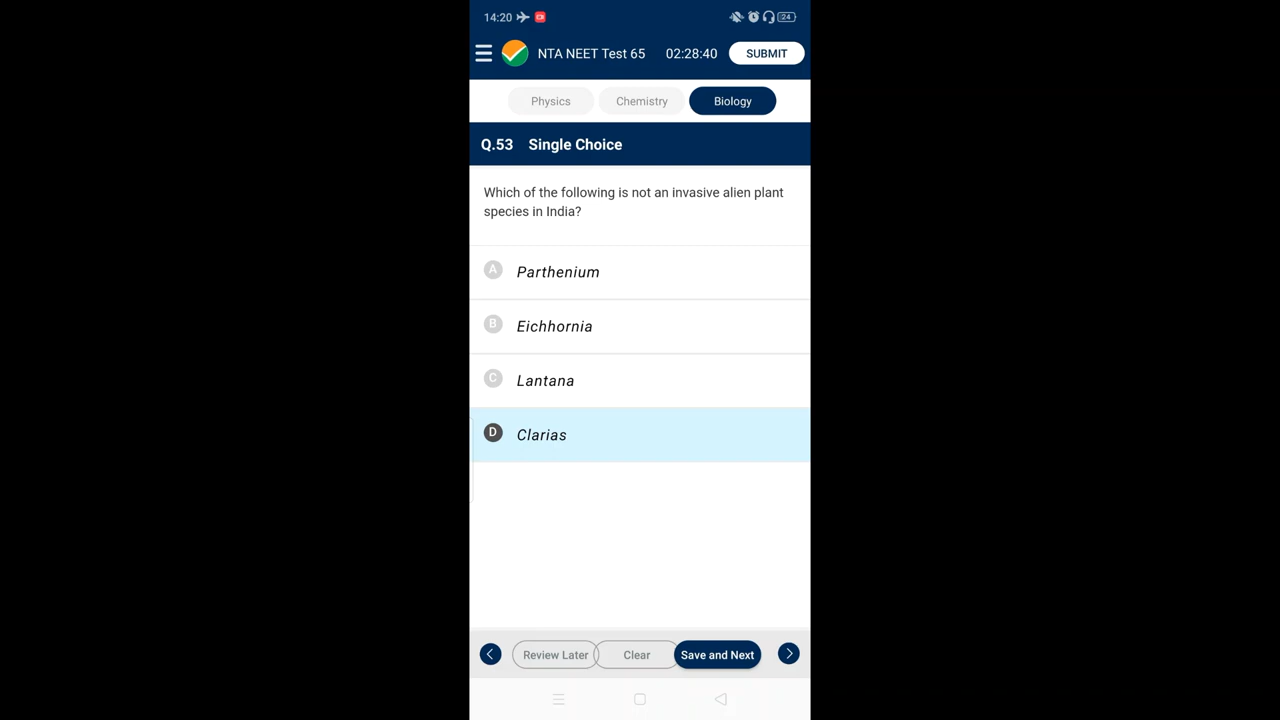 14:20
24
NTA NEET Test 65 02:28:40 SUBMIT
Physics Chemistry Biology
Q.53 Single Choice
Which of the following is not an invasive alien plant
species in India?
A Parthenium
B Eichhornia
C Lantana
D Clarias
Review Later Clear Save and Next